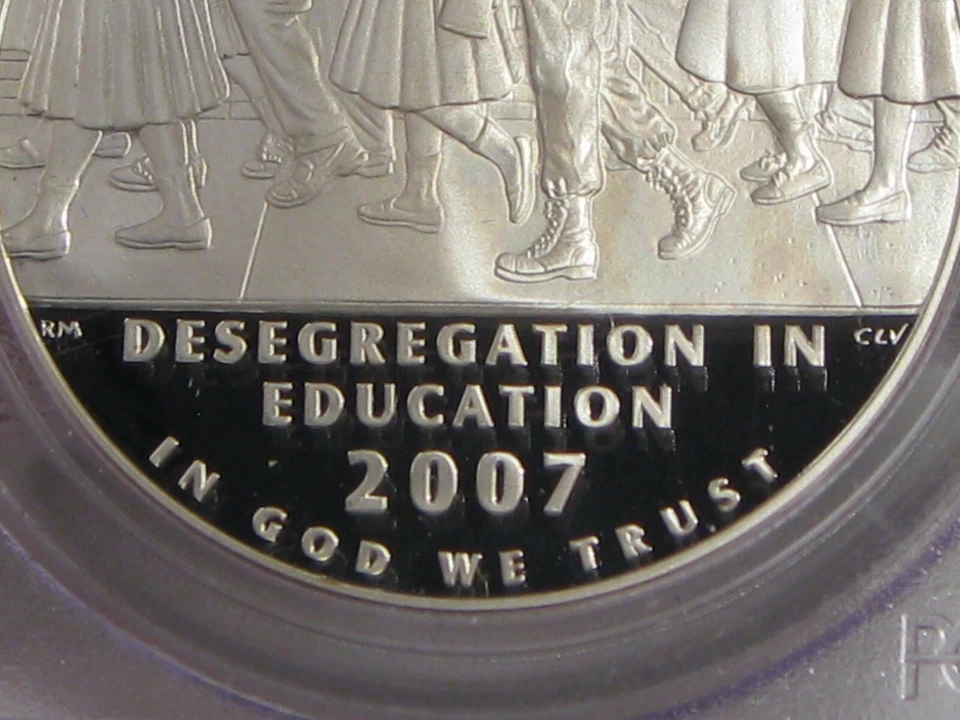 RM
DESEGREGATION IN
CLV
EDUCATION
2007
IN GOD WE TRUST